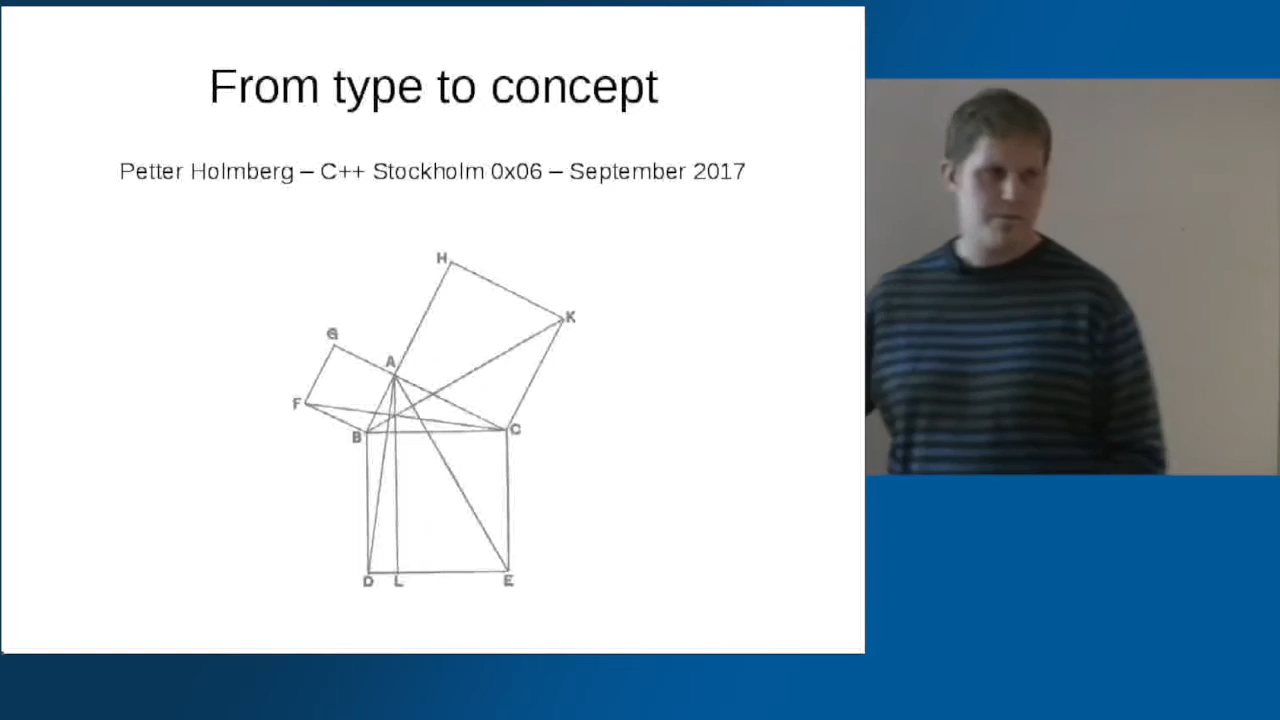 From type to concept
Petter Holmberg – C++ Stockholm 0x06 – September 2017
H
K
G
A
F
B
C
D
L
E